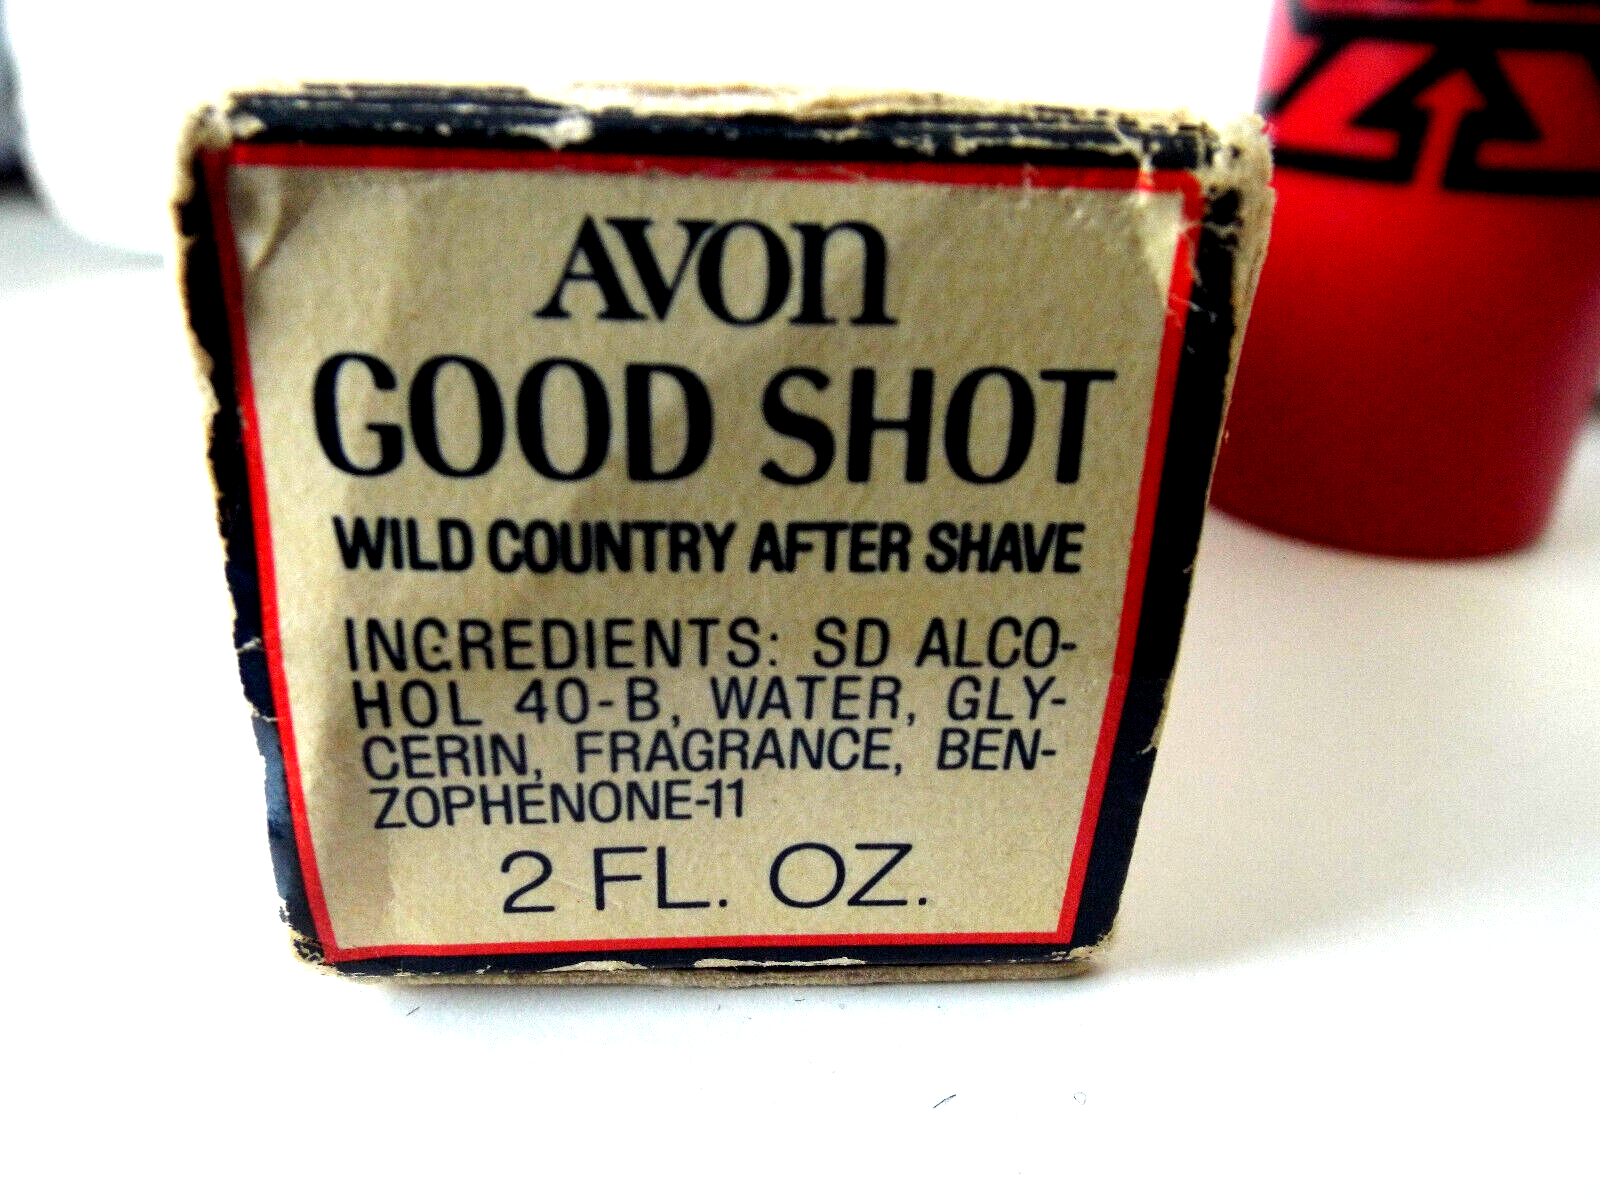 AVON
GOOD SHOT
WILD COUNTRY AFTER SHAVE
INGREDIENTS: SD ALCO-
HOL 40-B, WATER, GLY-
CERIN, FRAGRANCE, BEN-
ZOPHENONE-11
2 FL. OZ.